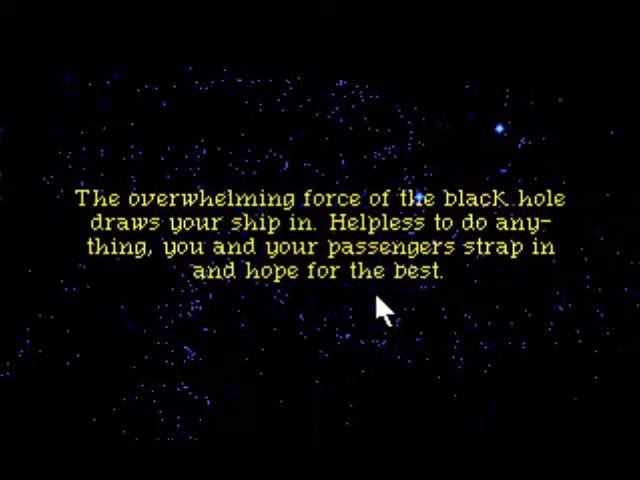 The overwhelming force of the black hole
draws your ship in. Helpless to do any-
thing, you and your passengers strap in
and hope for the best.